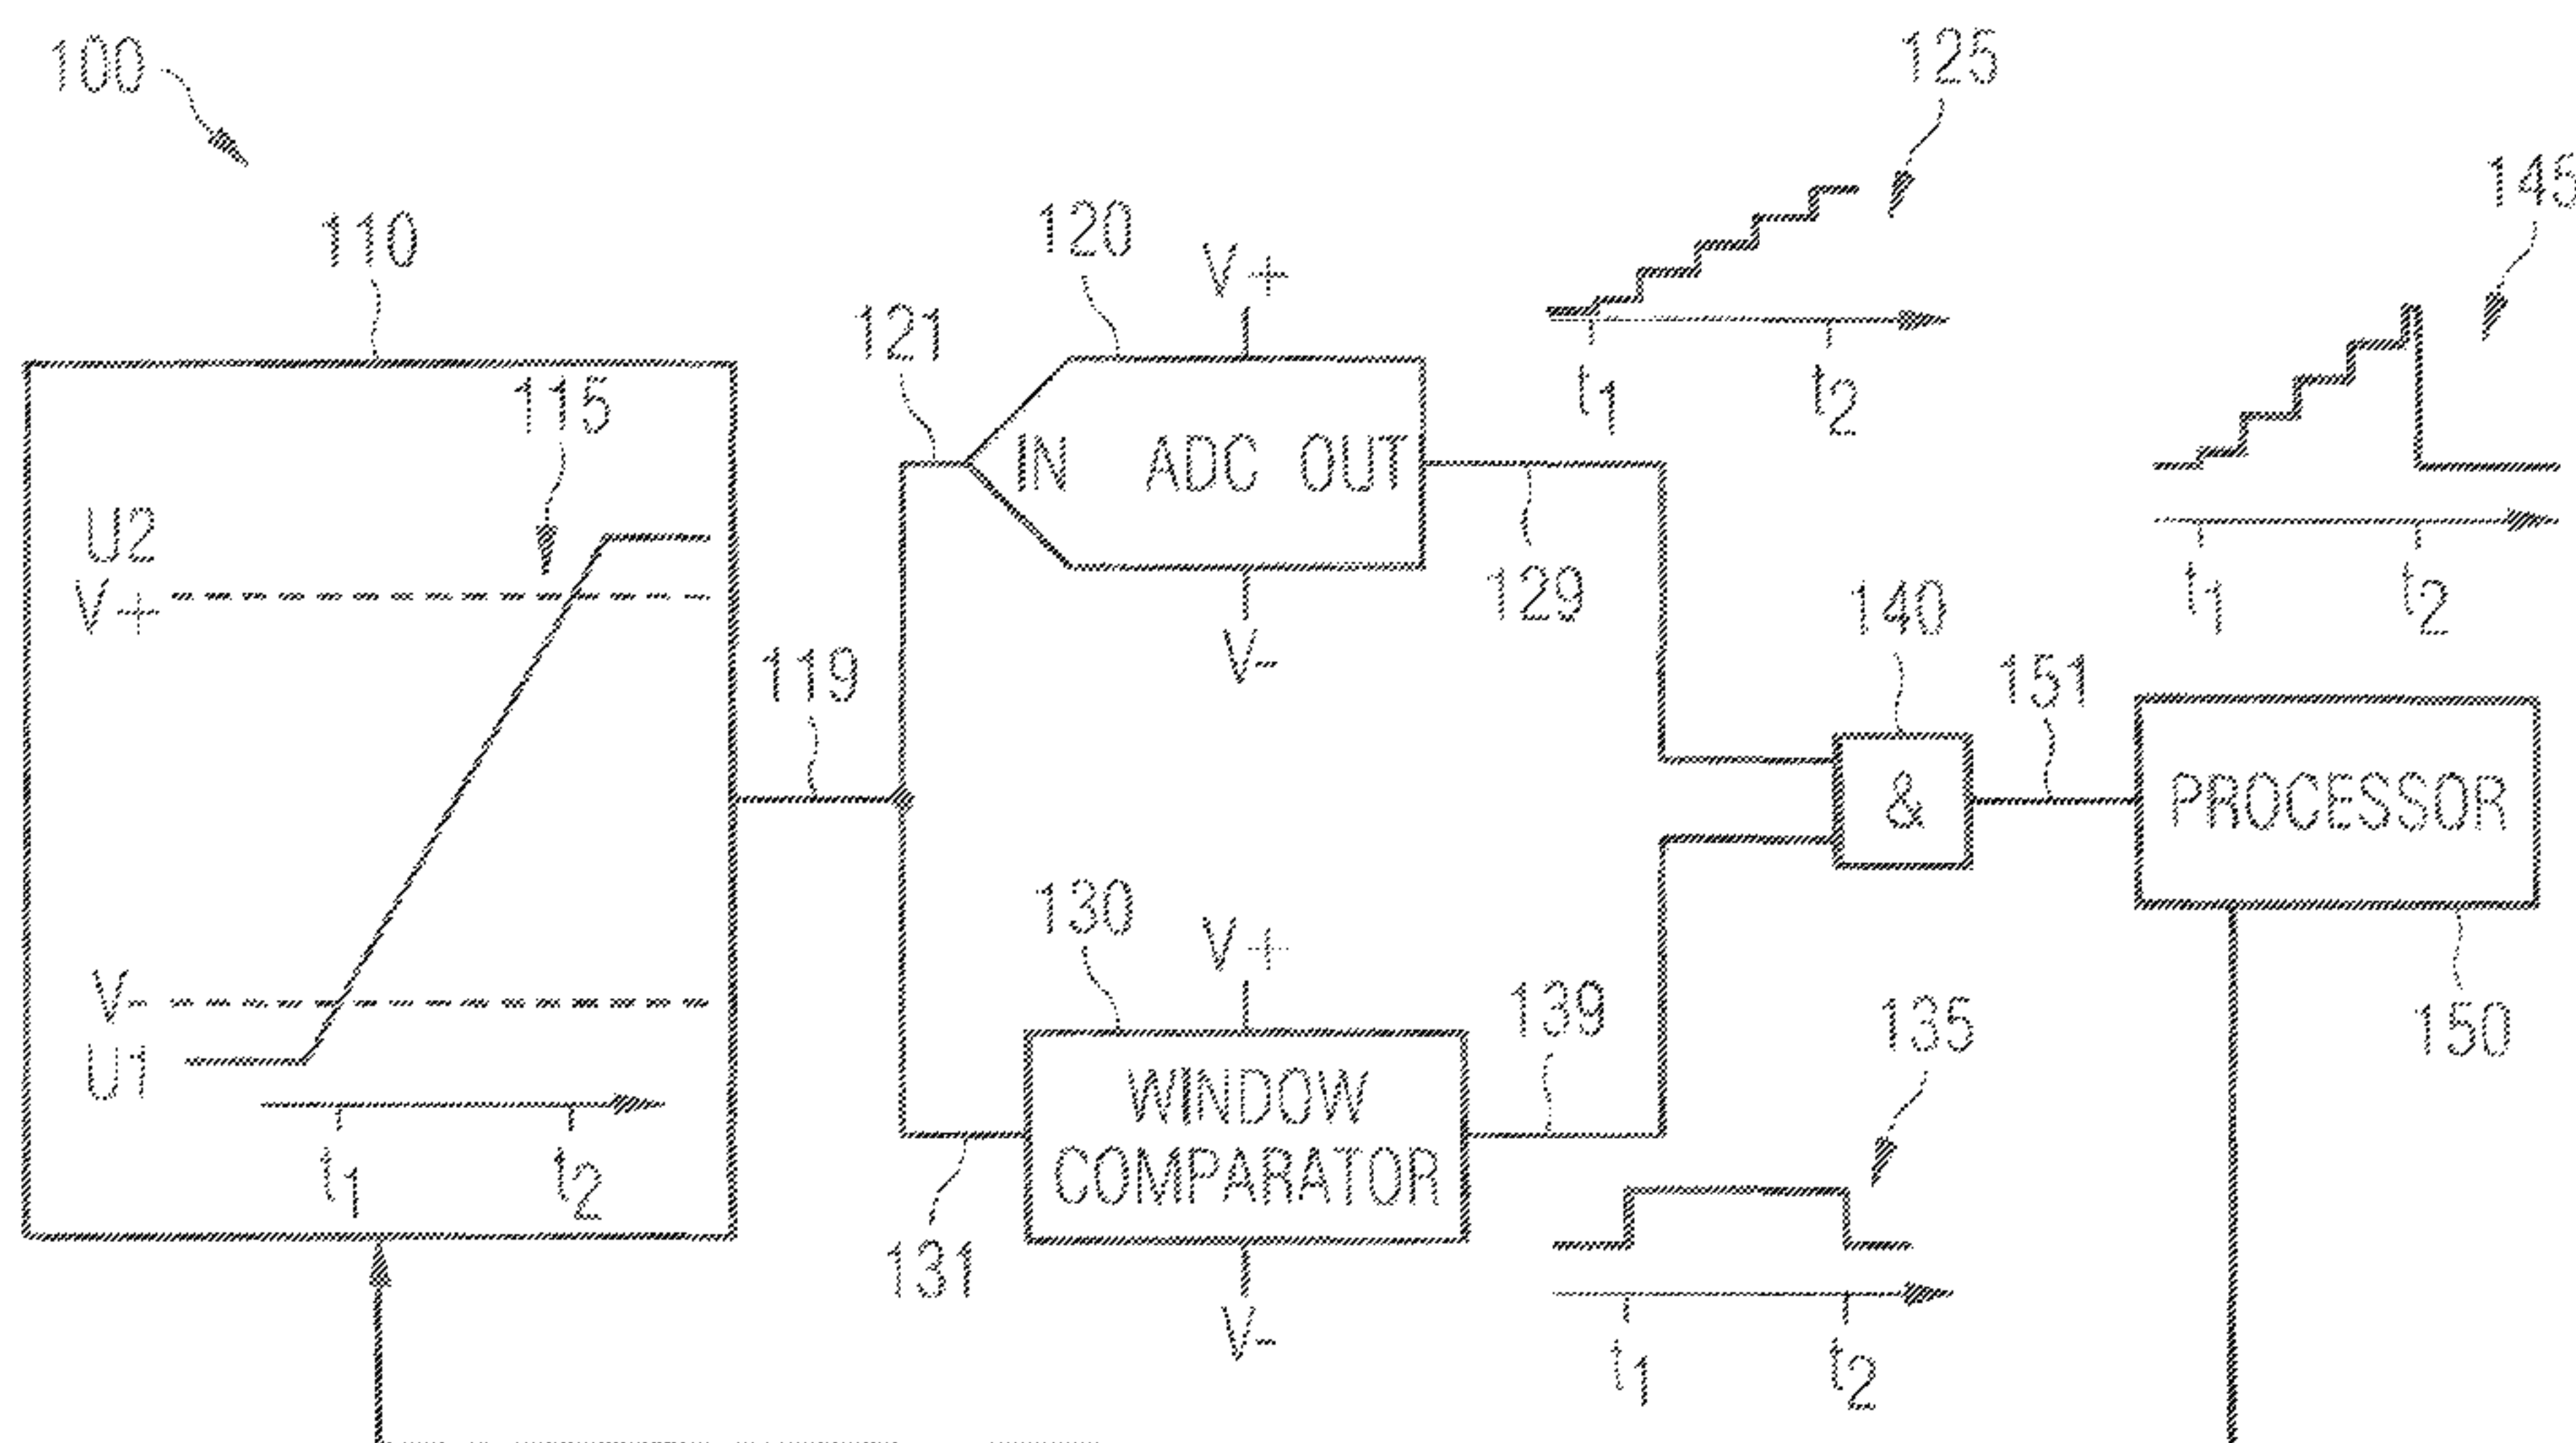 100
125
145
110
120
V+
121
115
t1
t2
IN ADC OUT
U2
V+
129
t1
t2
V-
140
119
151
&
PROCESSOR
130
V+
139
135
150
V-
U1
WINDOW
COMPARATOR
t1
t2
131
V-
t1
t2